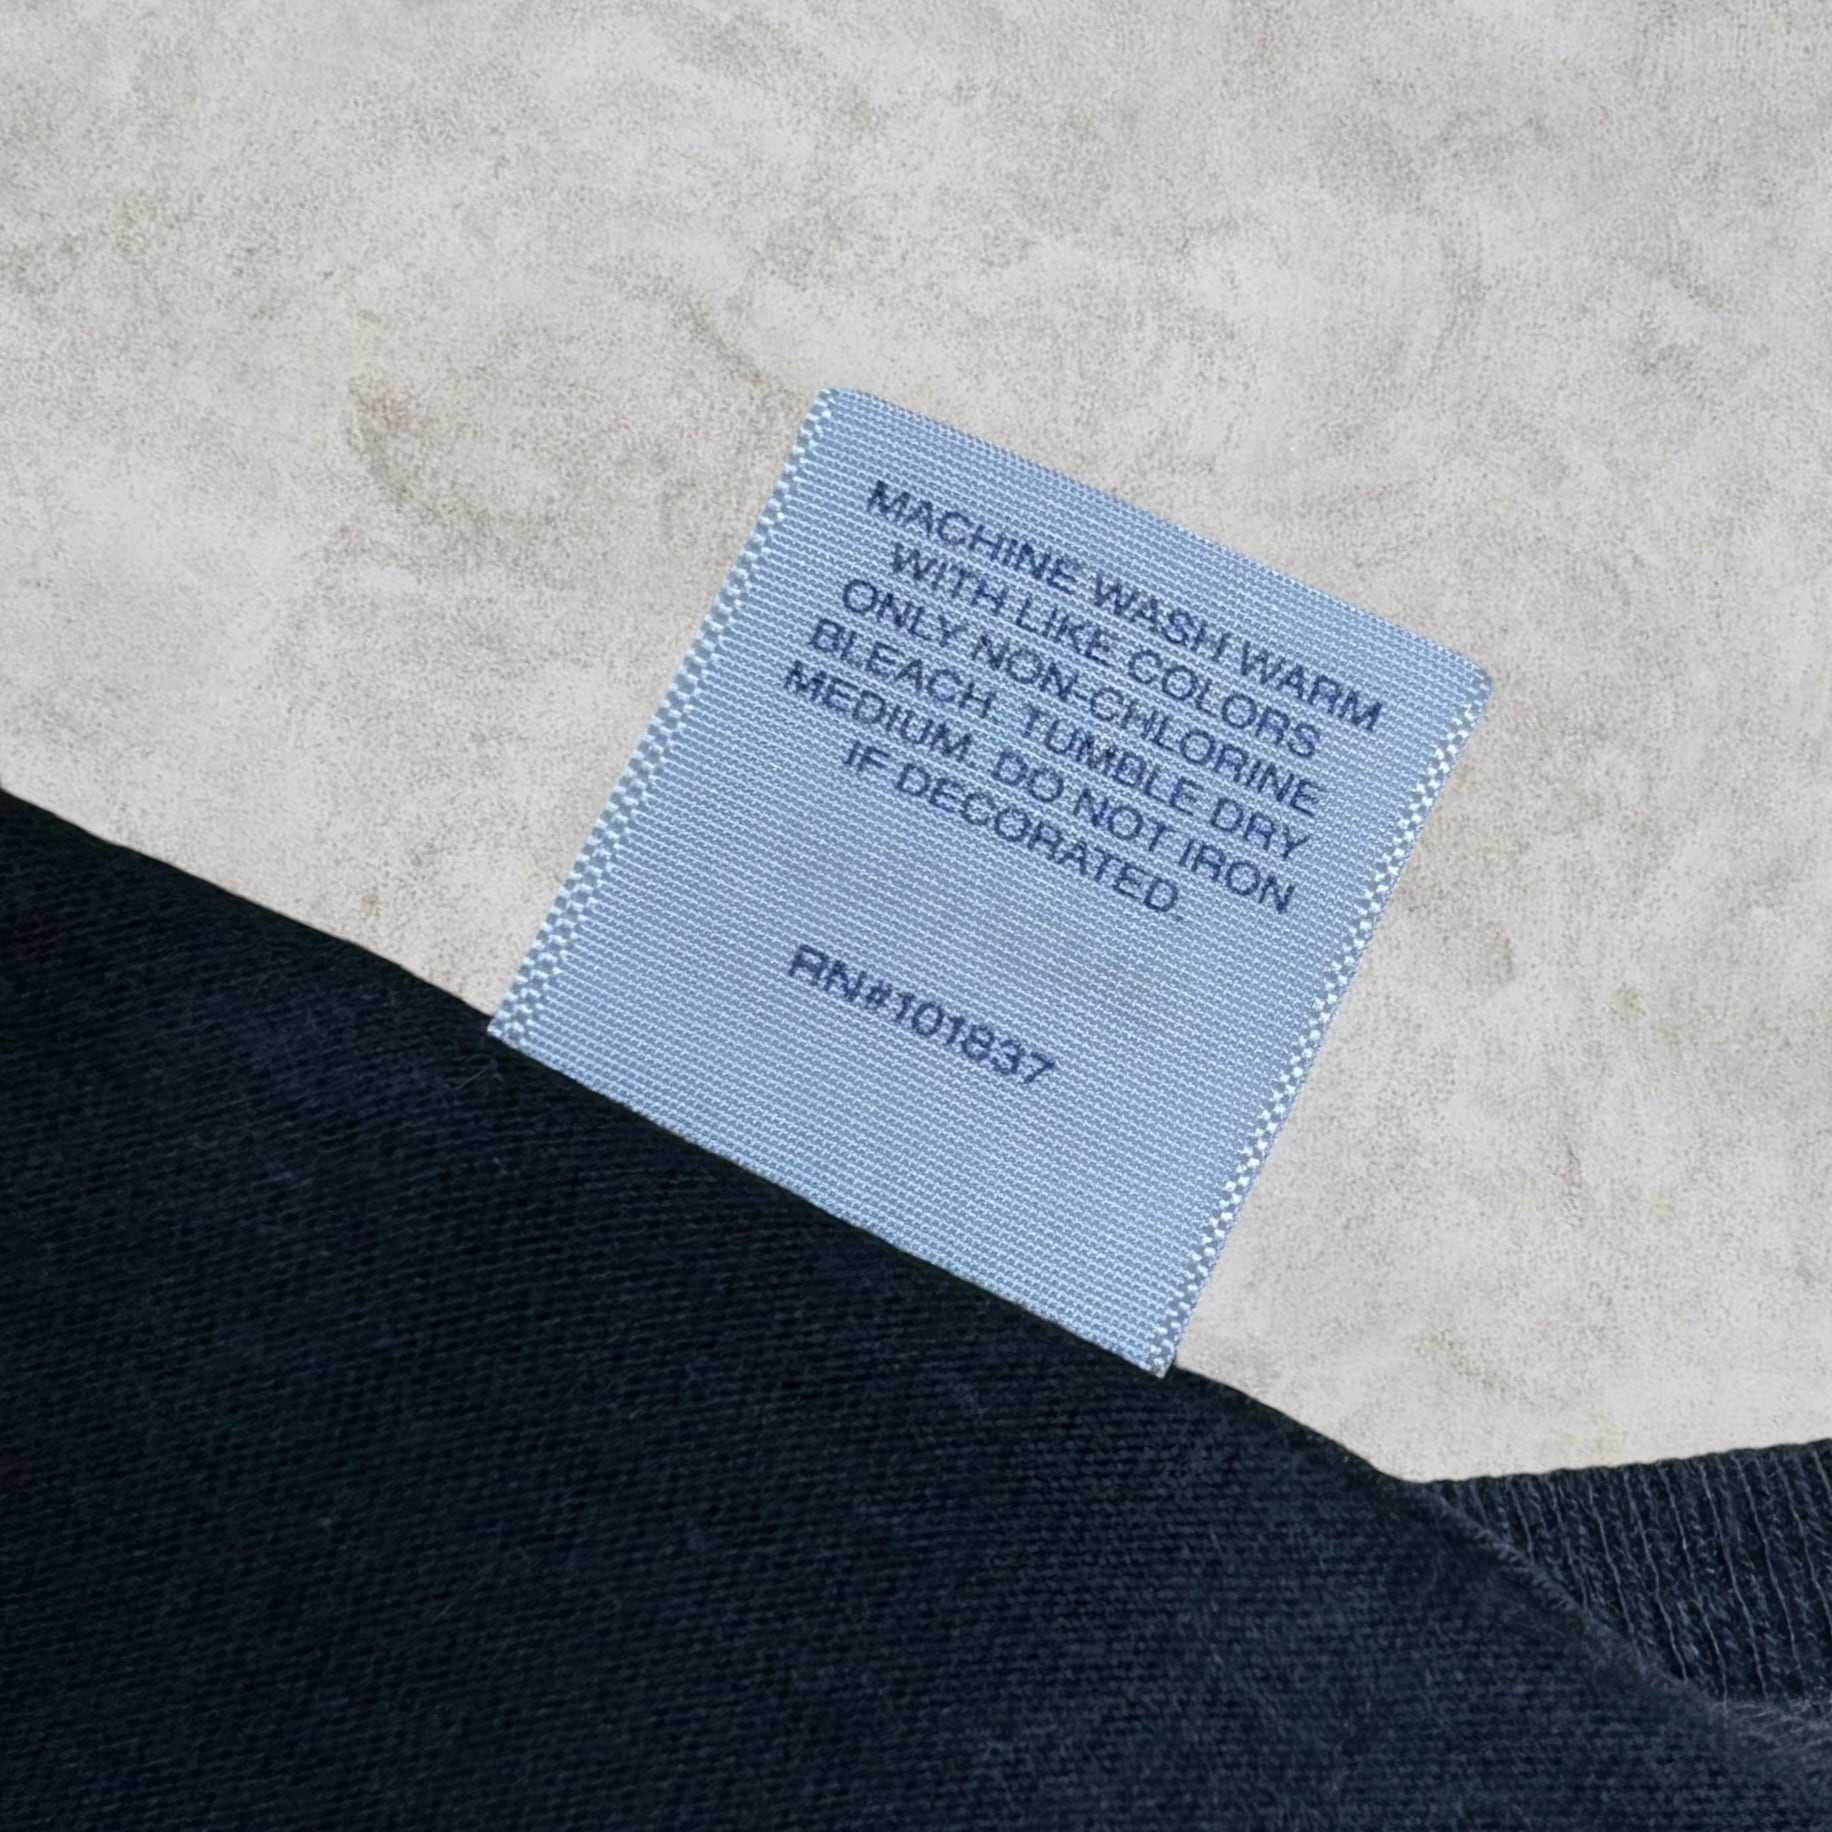 MACHINE WASH WARM
WITH LIKE COLORS
ONLY NON-CHLORINE
BLEACH. TUMBLE DRY
MEDIUM. DO NOT IRON
IF DECORATED.
RN#101837